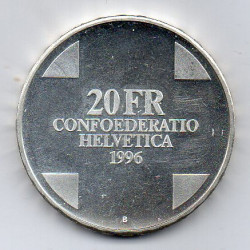 20 FR
CONFOEDERATIO
HELVETICA
1996
B